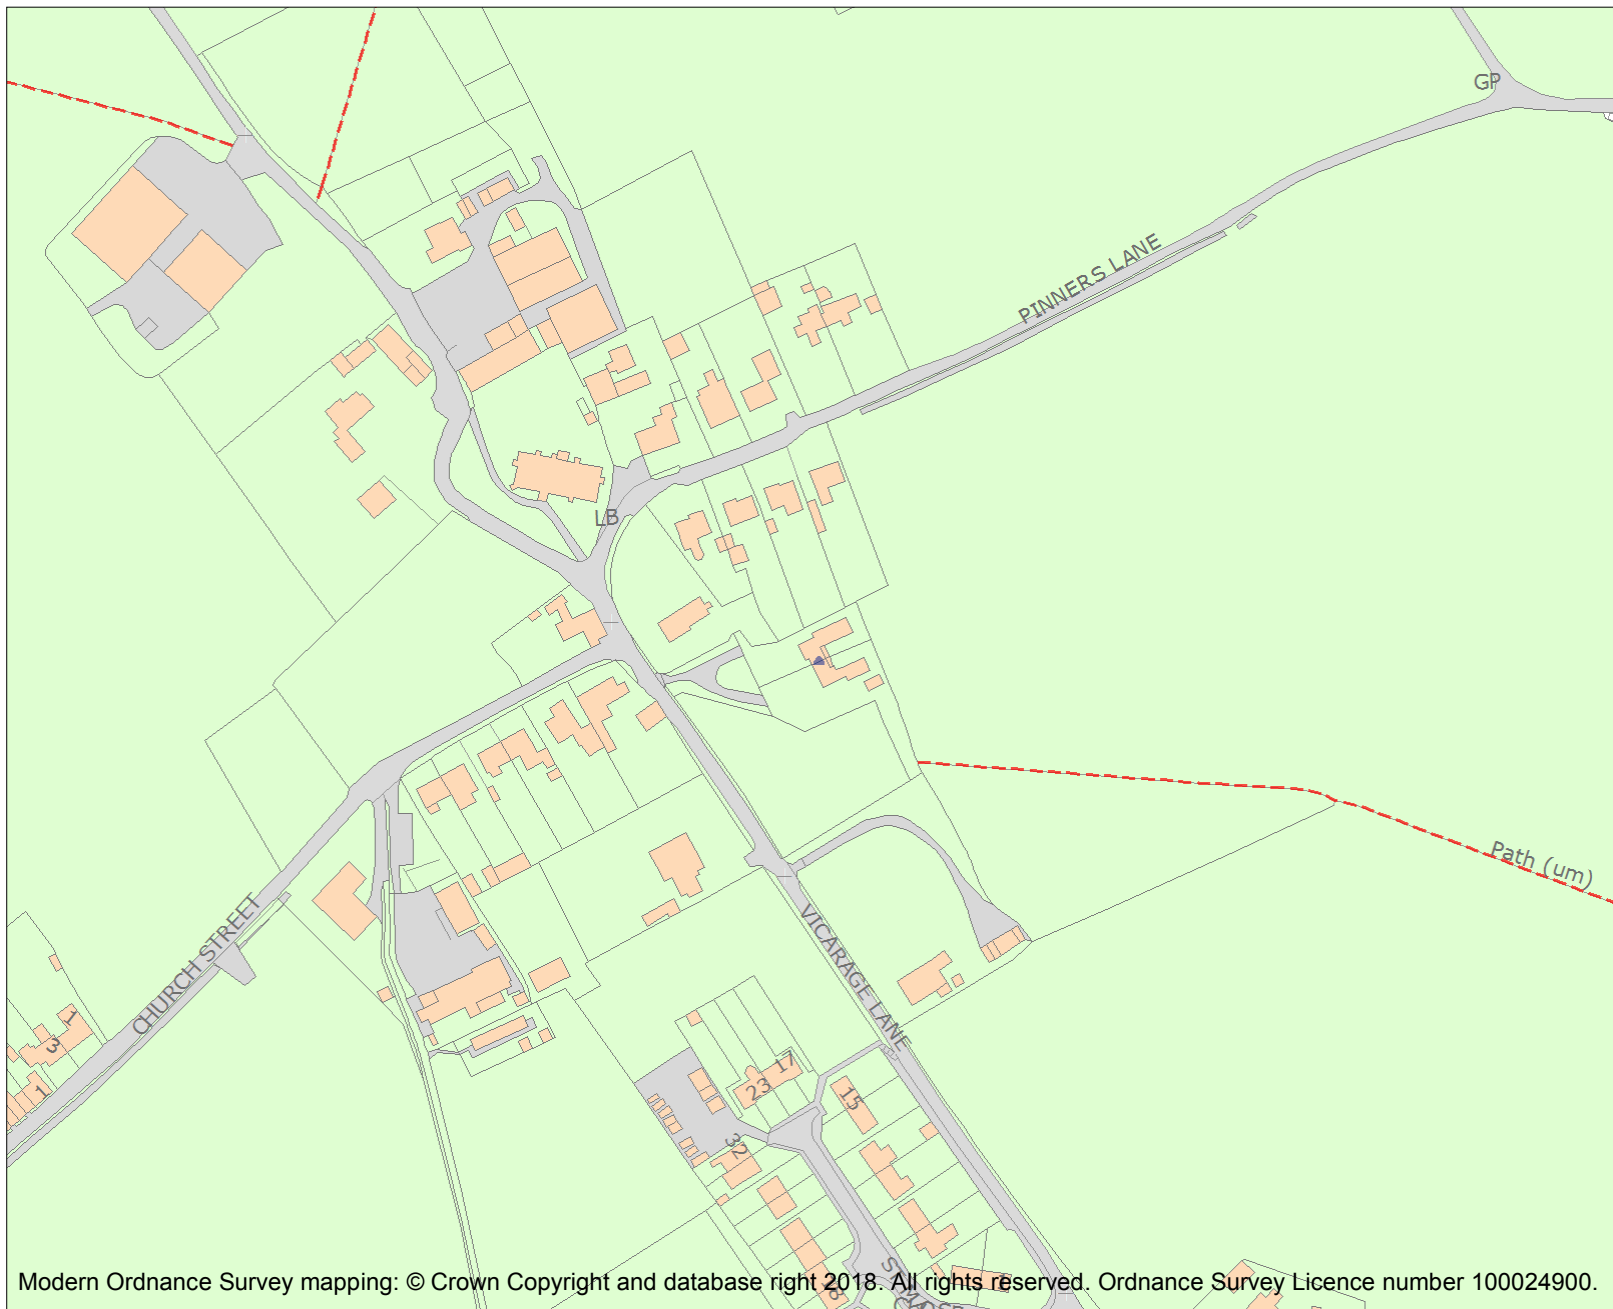 GP
PINNERS LANE
LB
Path (um)
CHURCH STREET
VICARAGE LANE
1
3
1
17
23
15
32
Modern Ordnance Survey mapping: © Crown Copyright and database right 2018. All rights reserved. Ordnance Survey Licence number 100024900.